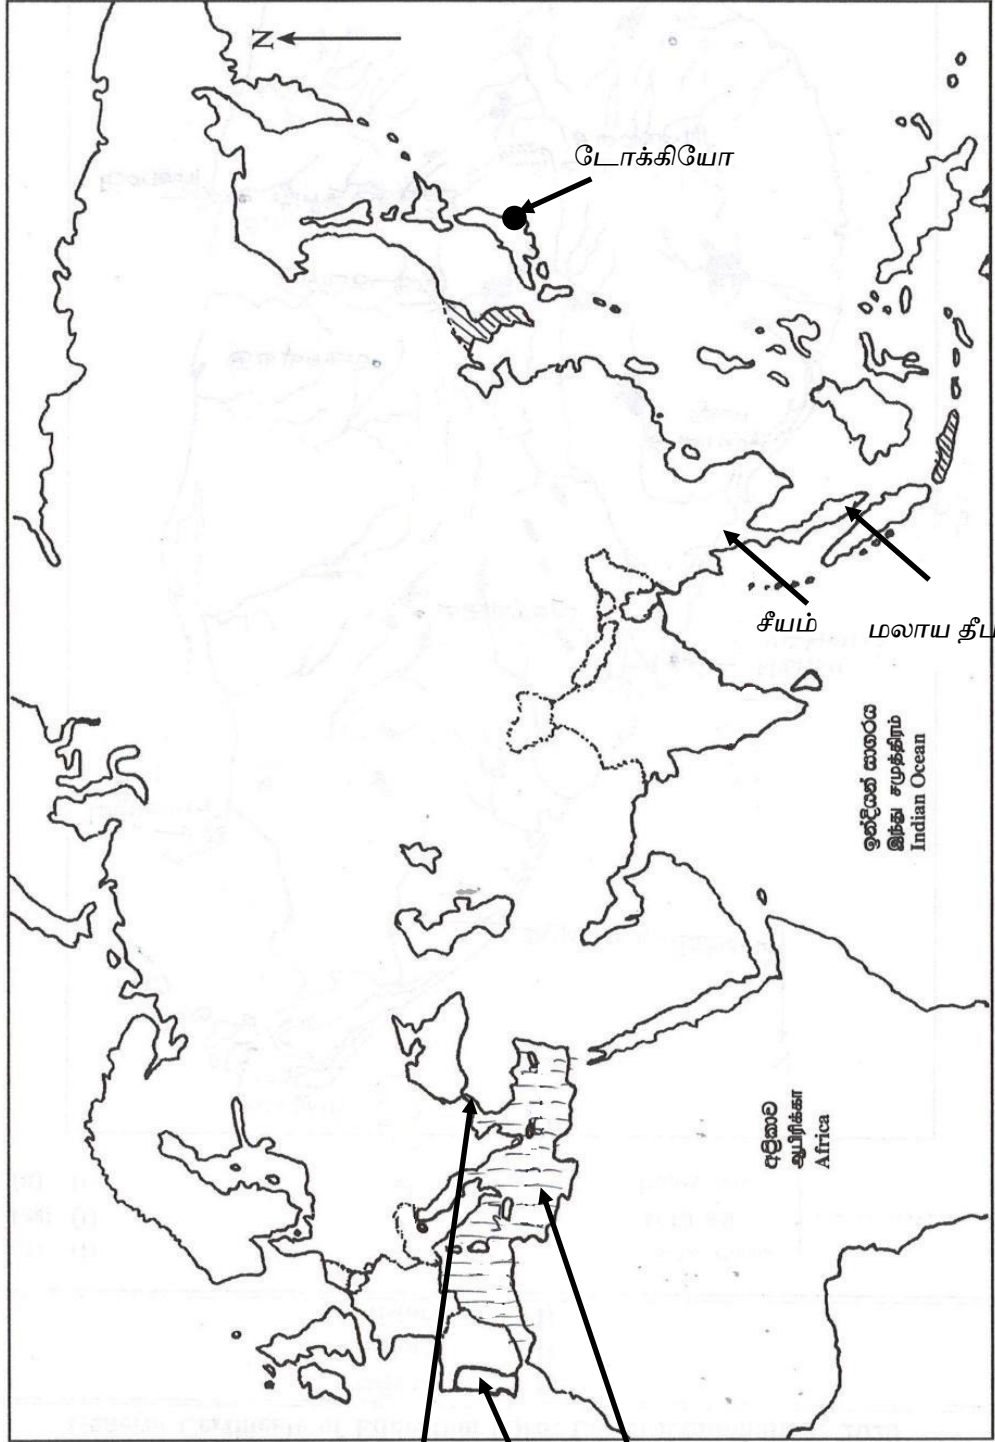 N
டோக்கியோ
சீயம்
மலாய தீப
ඉන්දියන් සාගරය
இந்து சமுத்திரம்
Indian Ocean
අප්‍රිකාව
ஆபிரிக்கா
Africa